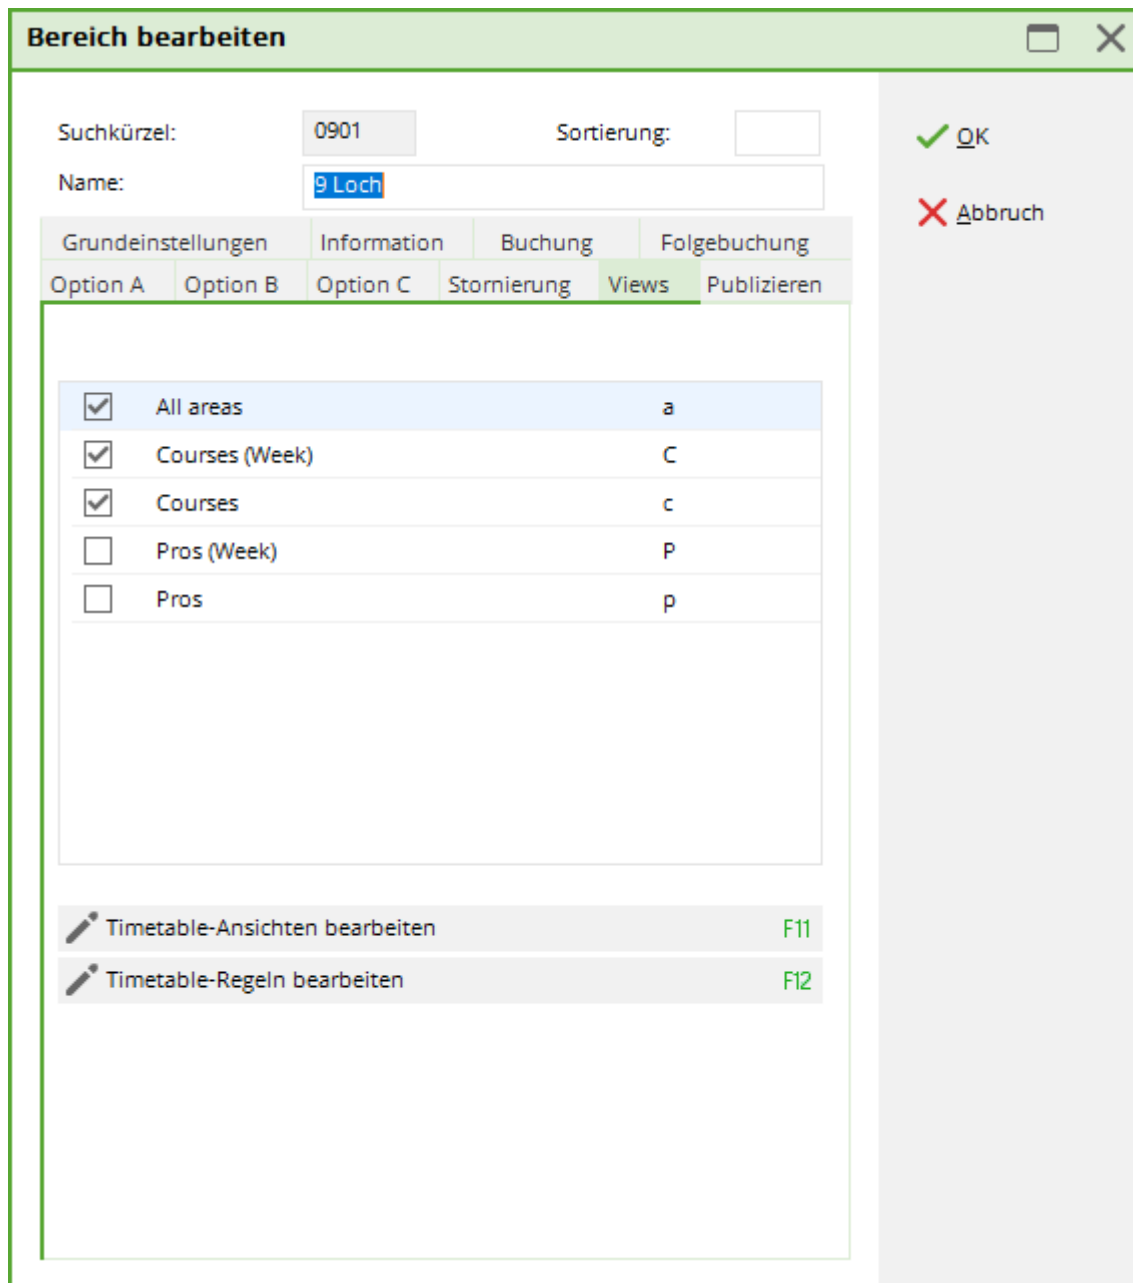 Bereich bearbeiten
Suchkürzel: 0901 Sortierung:
OK
Name: 9 Loch
Abbruch
Grundeinstellungen Information Buchung Folgebuchung
Option A Option B Option C Stornierung Views Publizieren
All areas a
Courses (Week) C
Courses c
Pros (Week) P
Pros p
Timetable-Ansichten bearbeiten F11
Timetable-Regeln bearbeiten F12